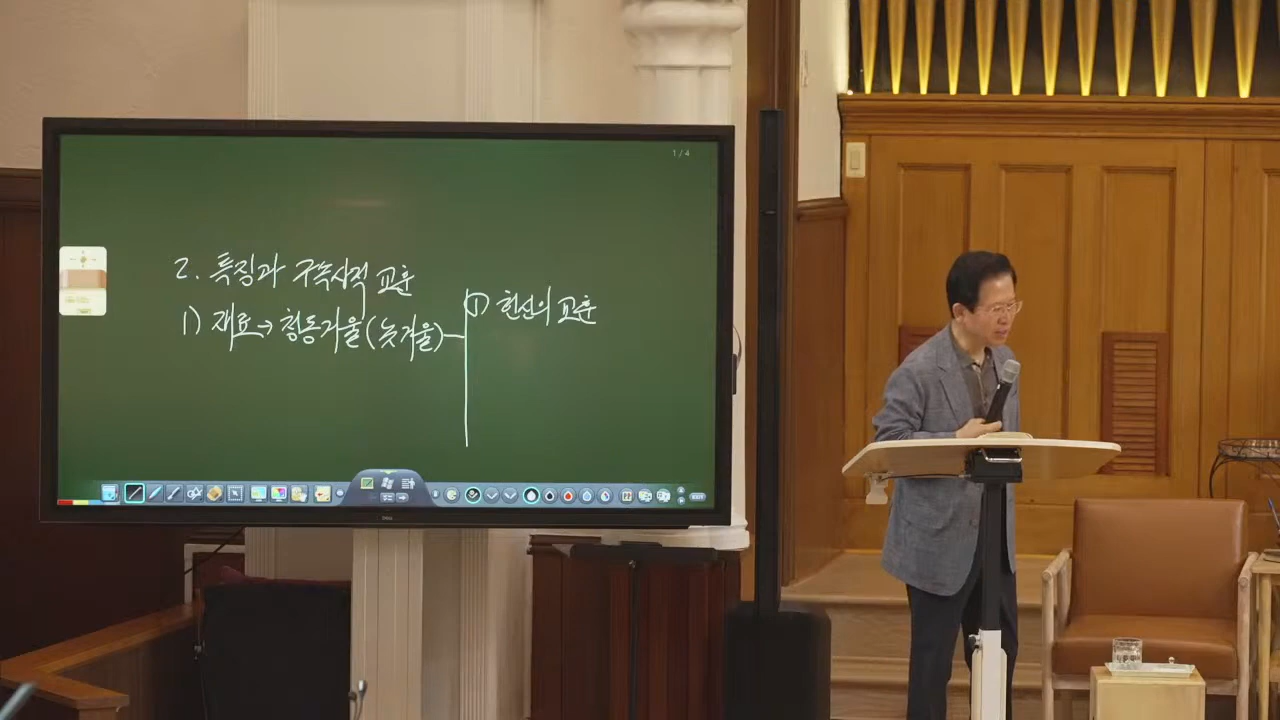 1/4
2. 특징과 구속사적 교훈
1) 재료→청동거울(놋거울)
① 헌신의 교훈
DELL